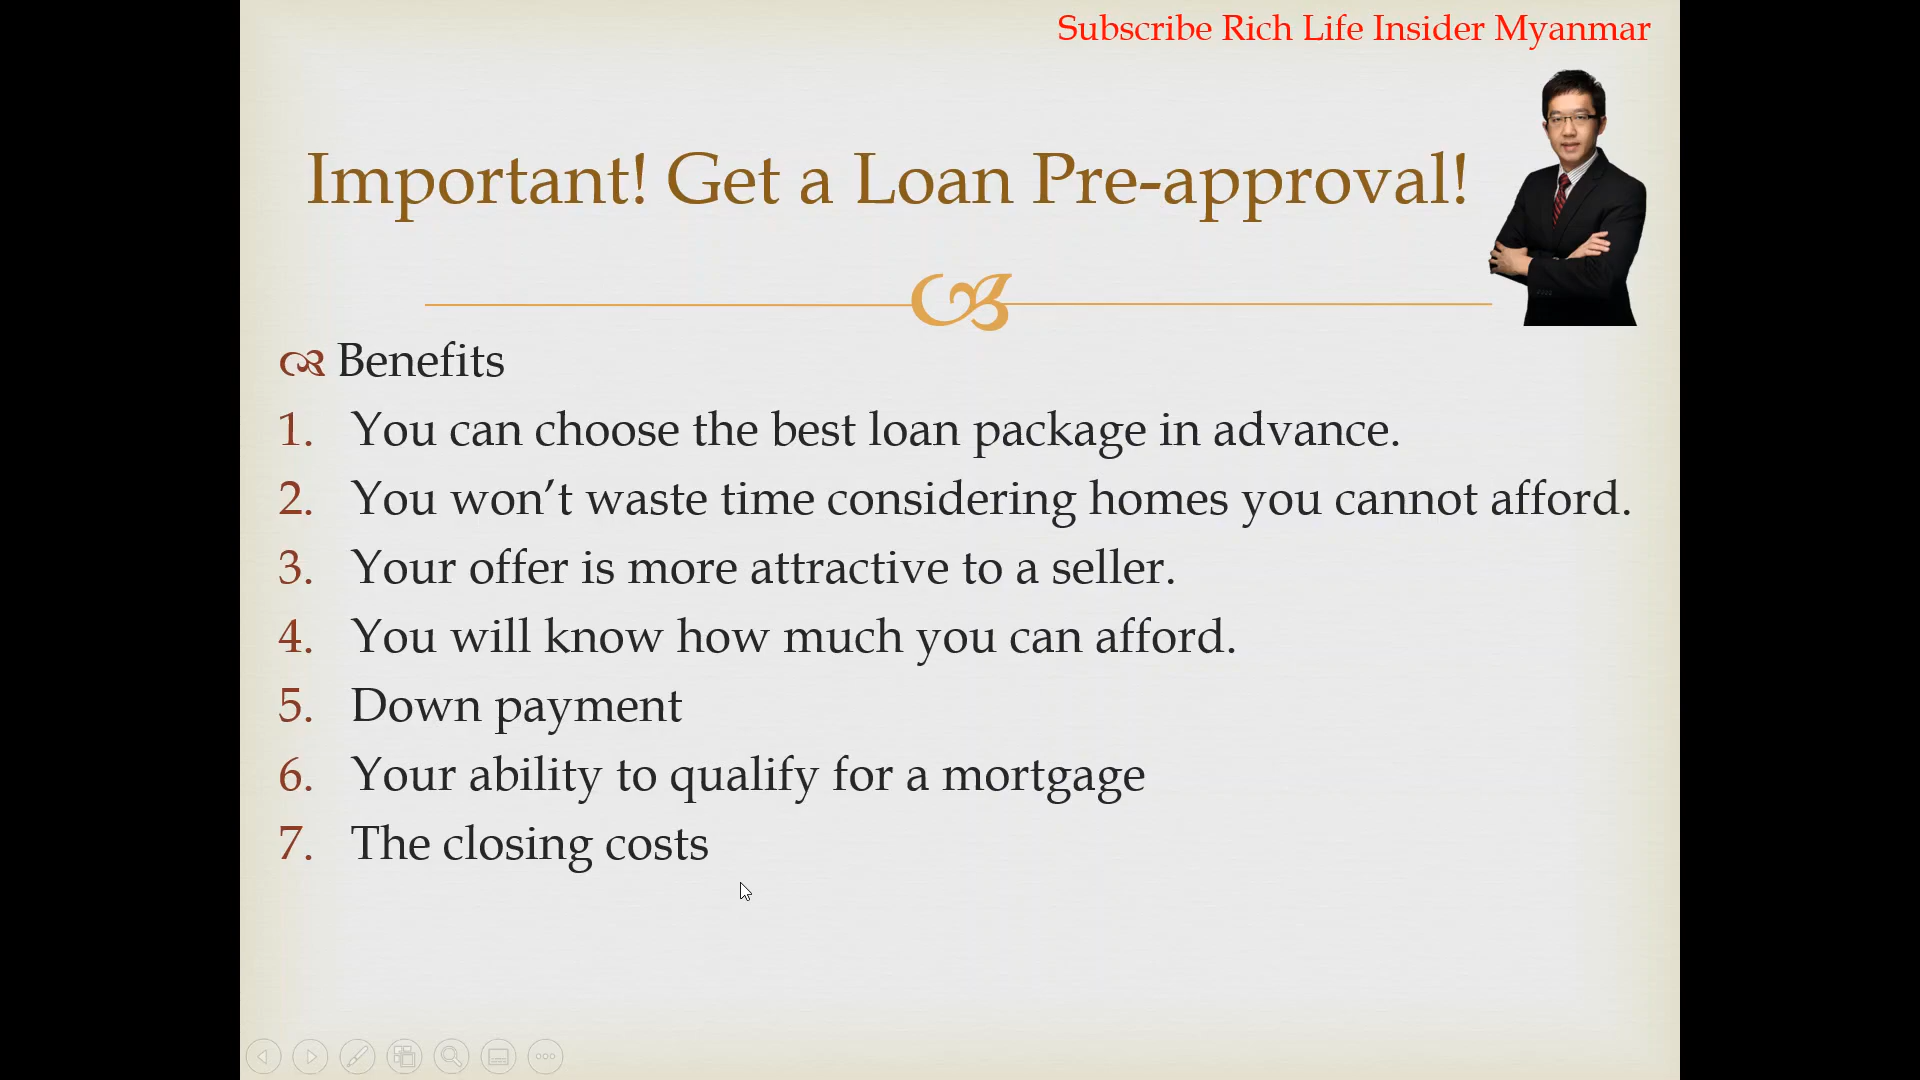 Subscribe Rich Life Insider Myanmar
Important! Get a Loan Pre-approval!
Benefits
1. You can choose the best loan package in advance.
2. You won’t waste time considering homes you cannot afford.
3. Your offer is more attractive to a seller.
4. You will know how much you can afford.
5. Down payment
6. Your ability to qualify for a mortgage
7. The closing costs